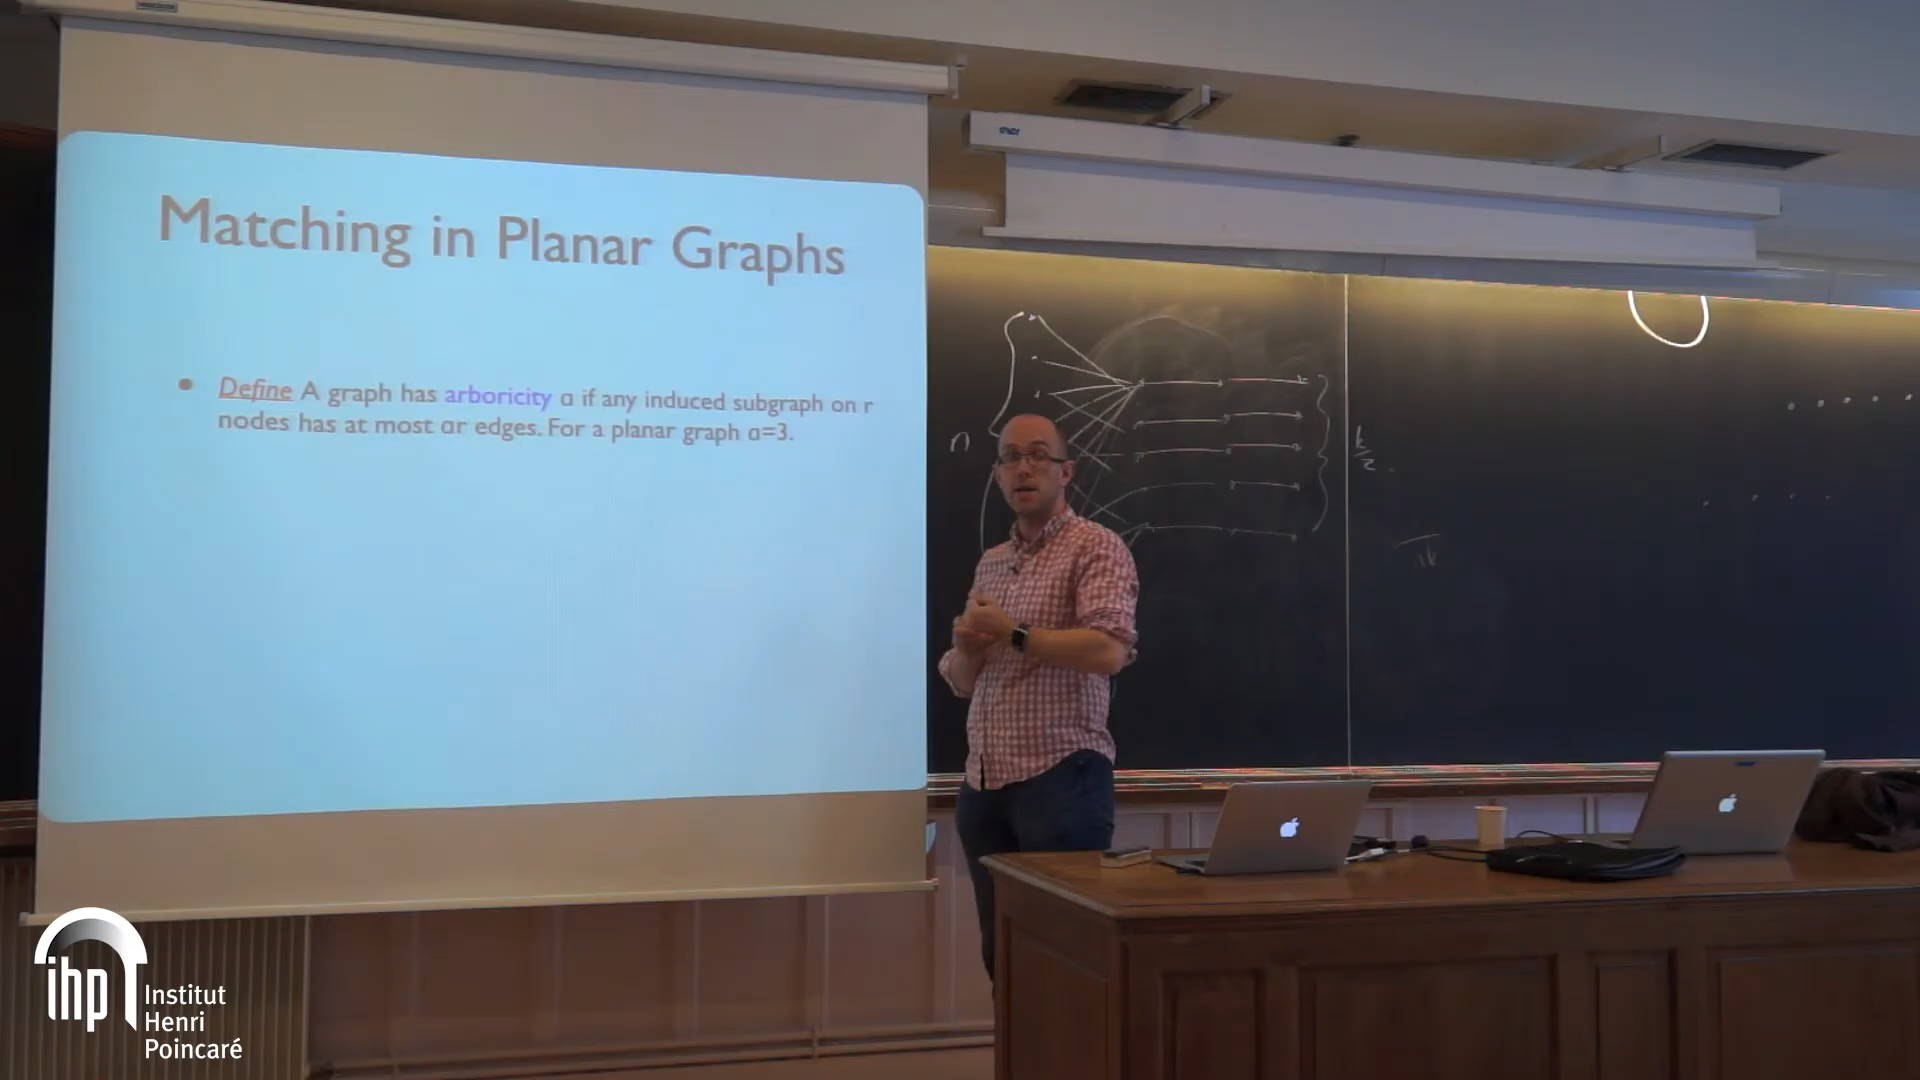 Matching in Planar Graphs
• Define A graph has arboricity α if any induced subgraph on r
nodes has at most αr edges. For a planar graph α=3.
n
k/2
ihp
Institut
Henri
Poincaré